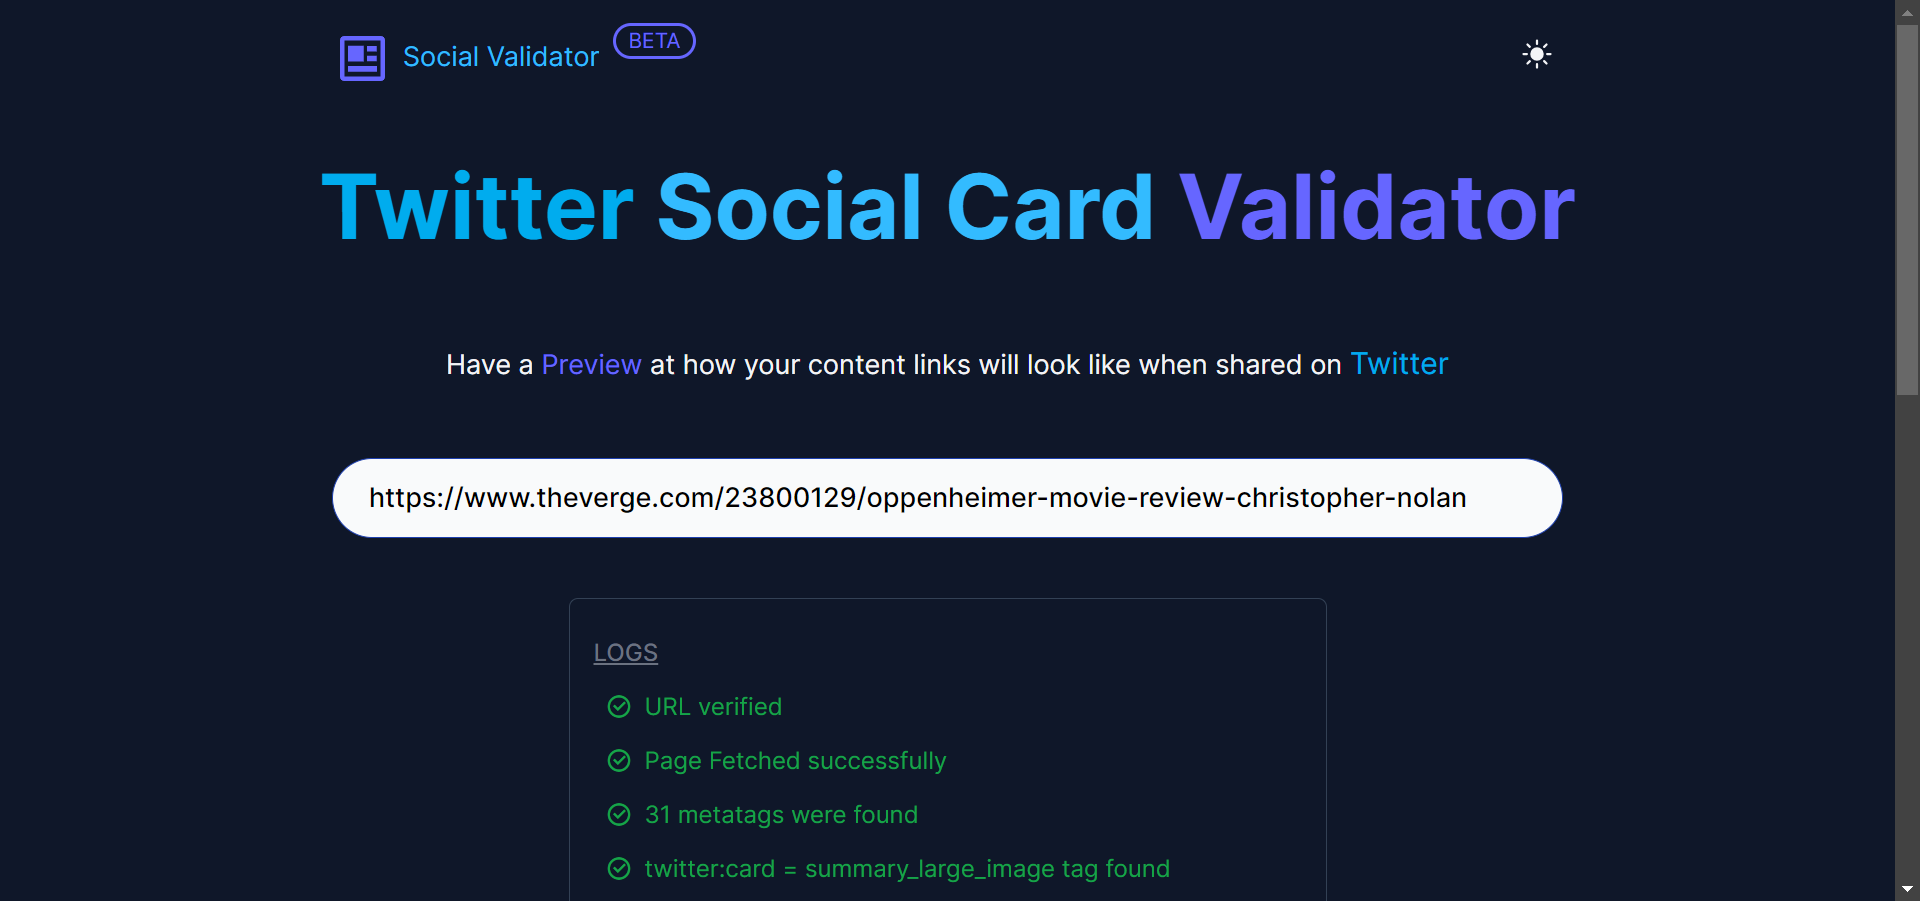 Social Validator BETA
Twitter Social Card Validator
Have a Preview at how your content links will look like when shared on Twitter
https://www.theverge.com/23800129/oppenheimer-movie-review-christopher-nolan
LOGS
URL verified
Page Fetched successfully
31 metatags were found
twitter:card = summary_large_image tag found